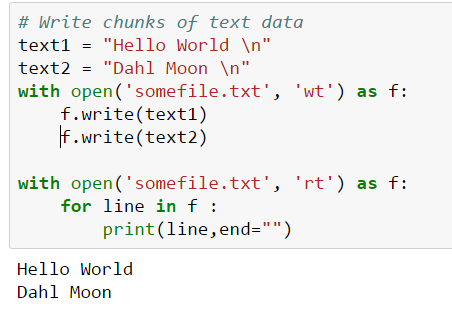 # Write chunks of text data
text1 = "Hello World \n"
text2 = "Dahl Moon \n"
with open('somefile.txt', 'wt') as f:
    f.write(text1)
    f.write(text2)

with open('somefile.txt', 'rt') as f:
    for line in f :
        print(line,end="")
Hello World
Dahl Moon